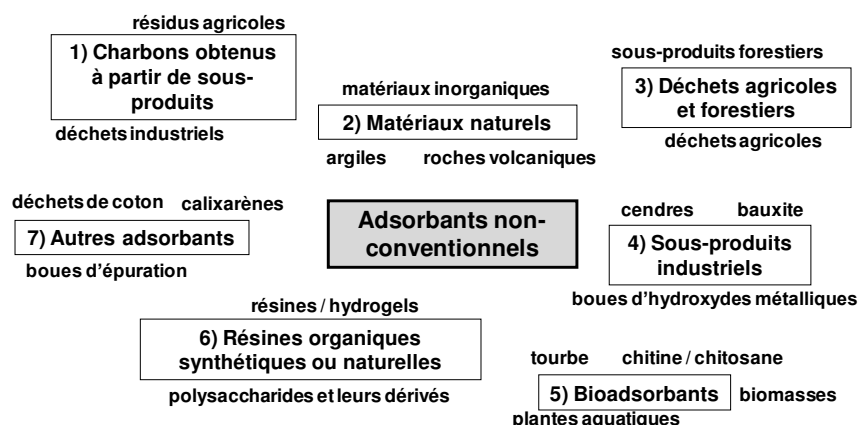 résidus agricoles
1) Charbons obtenus
à partir de sous-
produits
déchets industriels
matériaux inorganiques
2) Matériaux naturels
argiles roches volcaniques
sous-produits forestiers
3) Déchets agricoles
et forestiers
déchets agricoles
déchets de coton calixarènes
7) Autres adsorbants
boues d'épuration
Adsorbants non-
conventionnels
cendres bauxite
4) Sous-produits
industriels
boues d'hydroxydes métalliques
résines / hydrogels
6) Résines organiques
synthétiques ou naturelles
polysaccharides et leurs dérivés
tourbe chitine / chitosane
5) Bioadsorbants biomasses
plantes aquatiques